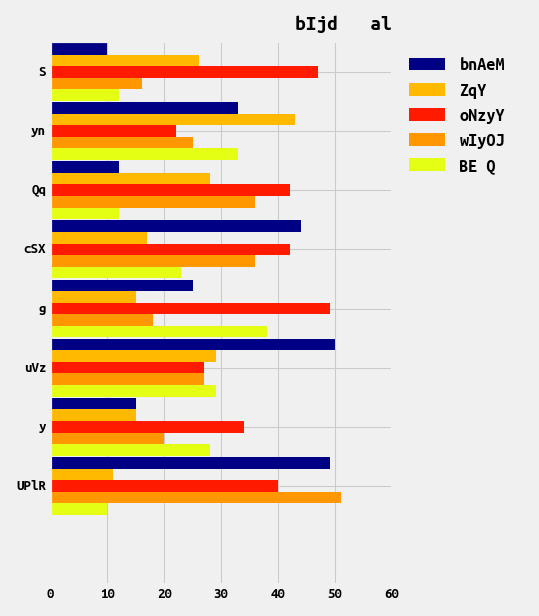 bIjd   al
bnAeM
ZqY
oNzyY
wIyOJ
BE Q
S
yn
Qq
cSX
g
uVz
y
UPlR
0 10 20 30 40 50 60